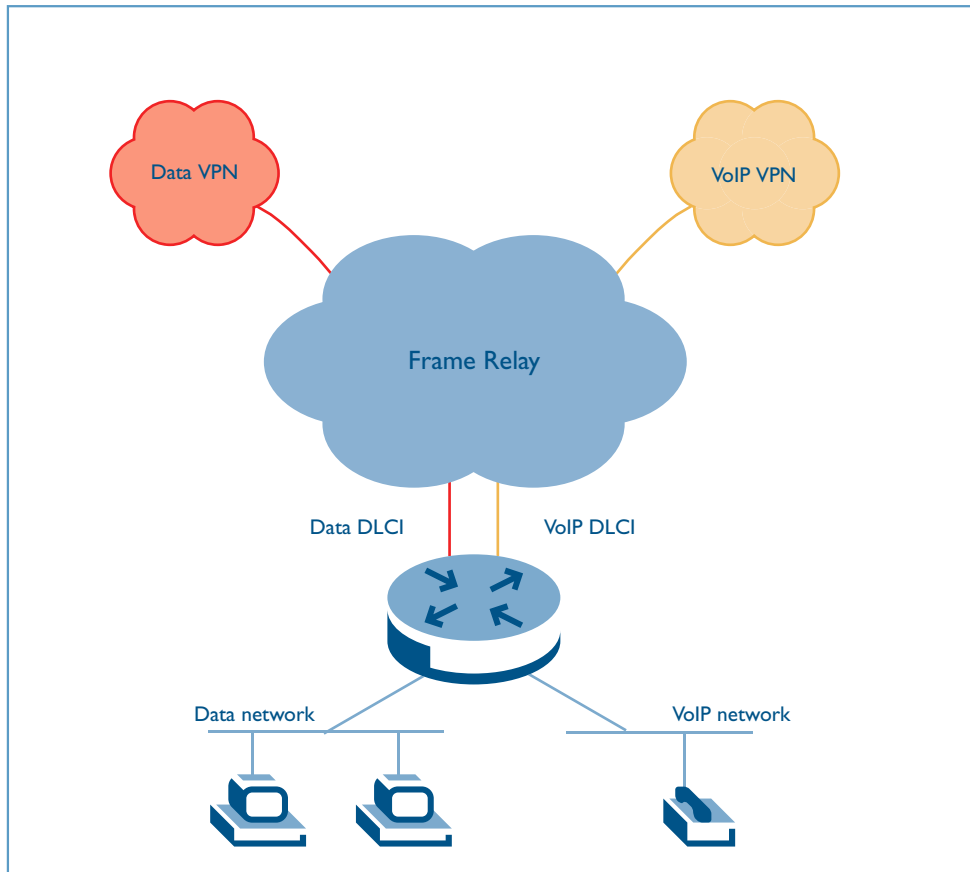 Data VPN
VoIP VPN
Frame Relay
Data DLCI
VoIP DLCI
Data network
VoIP network